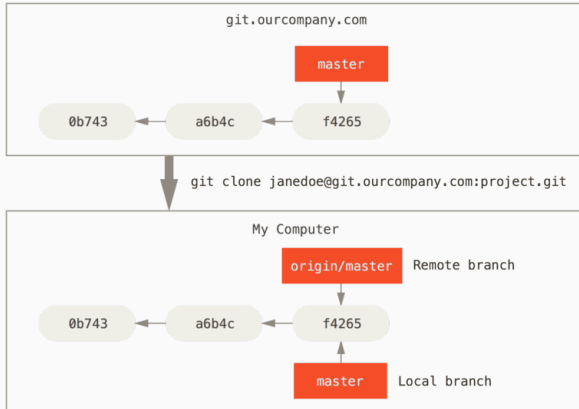 git.ourcompany.com
master
0b743 a6b4c f4265
git clone janedoe@git.ourcompany.com:project.git
My Computer
origin/master Remote branch
0b743 a6b4c f4265
master Local branch